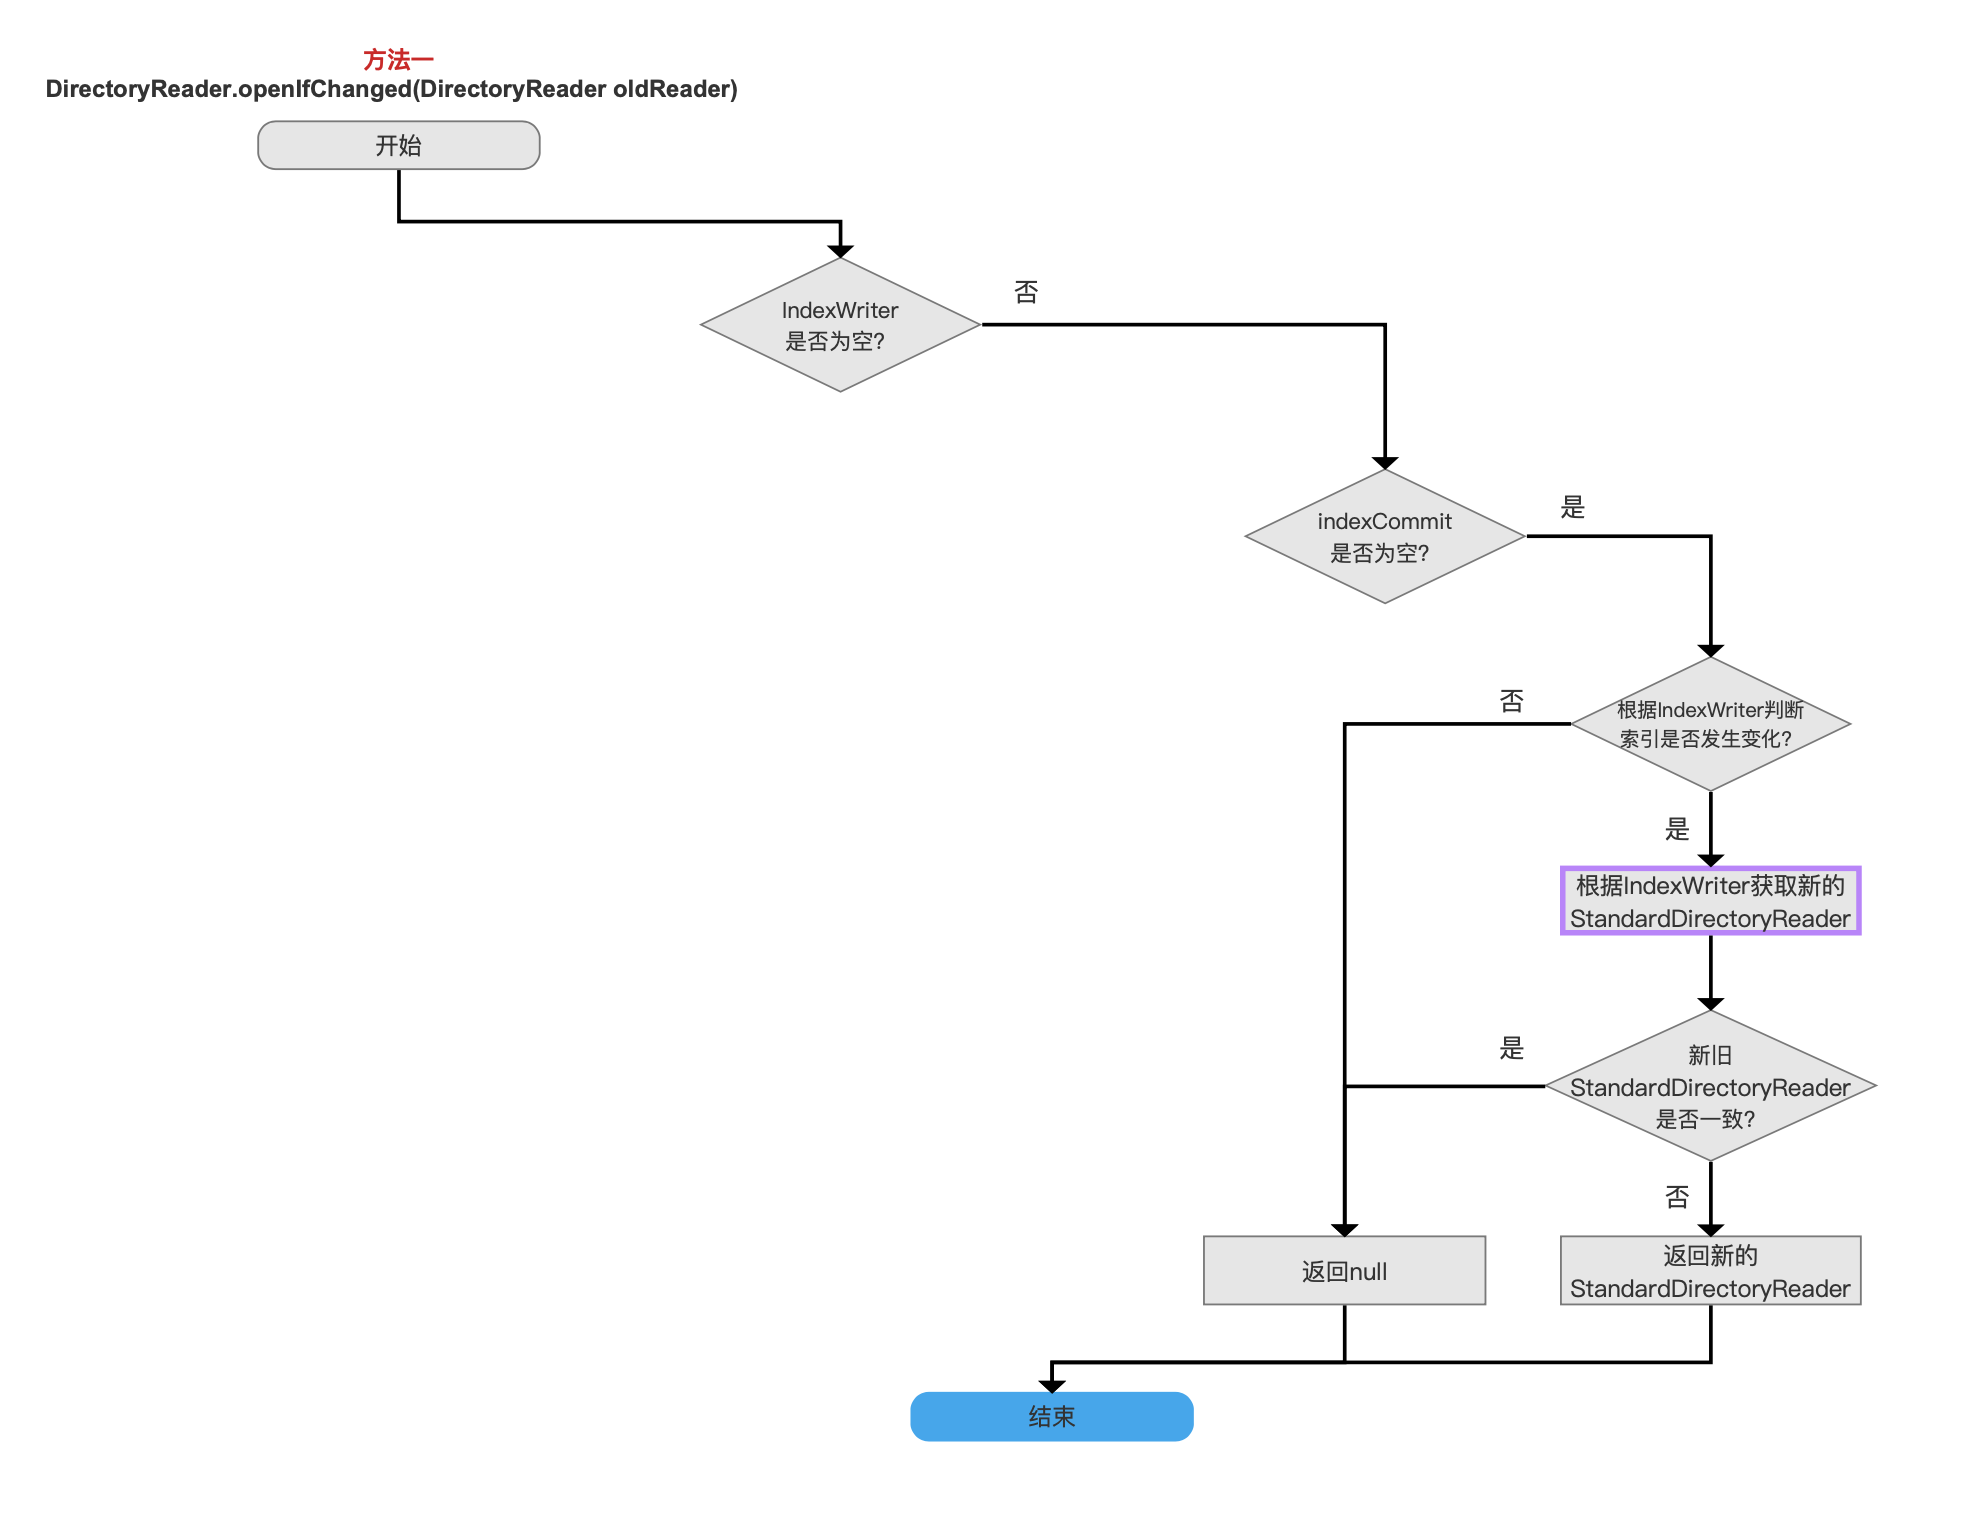 方法一
DirectoryReader.openIfChanged(DirectoryReader oldReader)
开始
IndexWriter
是否为空?
否
indexCommit
是否为空?
是
根据IndexWriter判断
索引是否发生变化?
否
是
根据IndexWriter获取新的
StandardDirectoryReader
新旧
StandardDirectoryReader
是否一致?
是
否
返回null
返回新的
StandardDirectoryReader
结束